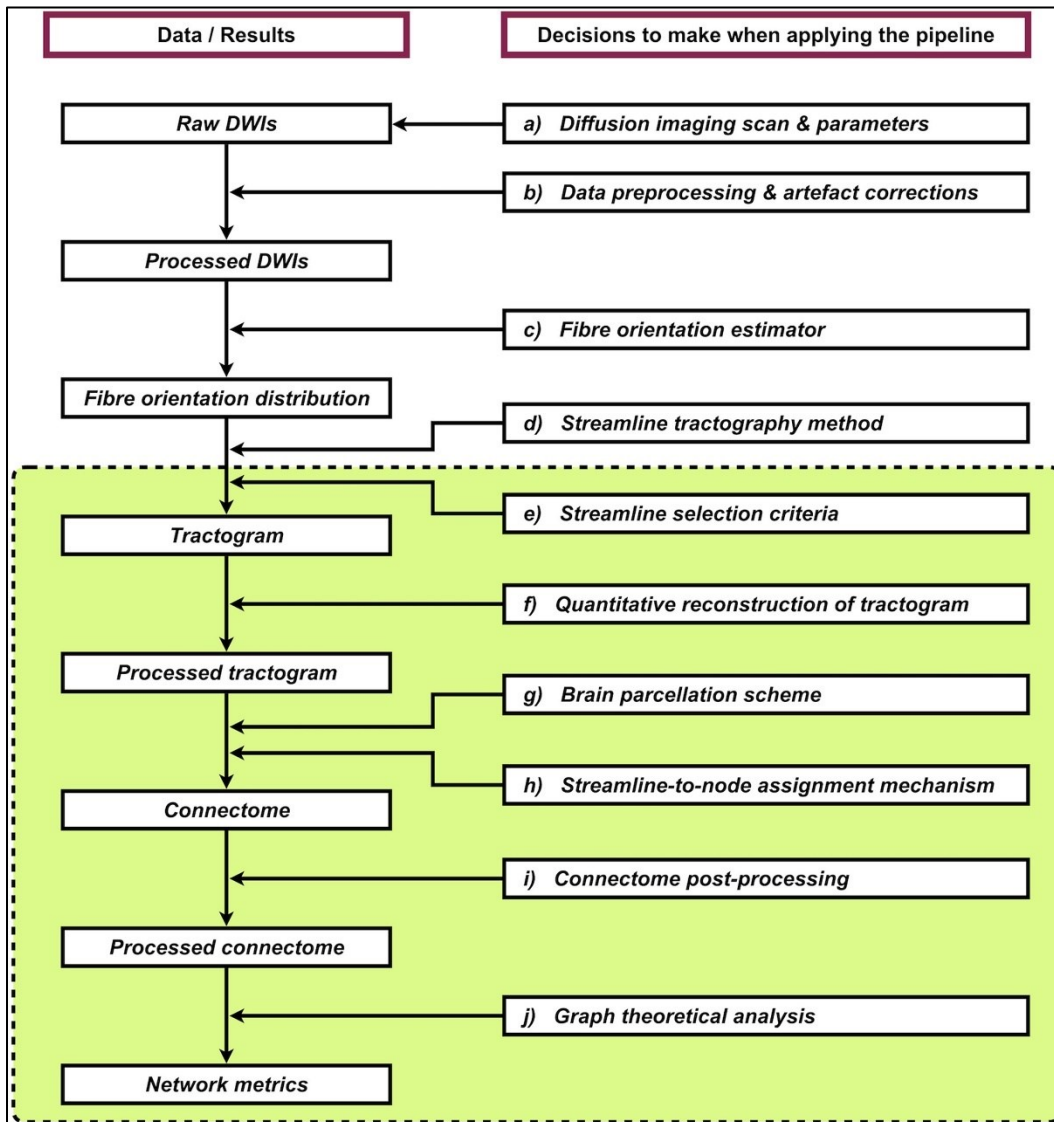 Data / Results
Decisions to make when applying the pipeline
Raw DWIs
a) Diffusion imaging scan & parameters
b) Data preprocessing & artefact corrections
Processed DWIs
c) Fibre orientation estimator
Fibre orientation distribution
d) Streamline tractography method
e) Streamline selection criteria
Tractogram
f) Quantitative reconstruction of tractogram
Processed tractogram
g) Brain parcellation scheme
h) Streamline-to-node assignment mechanism
Connectome
i) Connectome post-processing
Processed connectome
j) Graph theoretical analysis
Network metrics